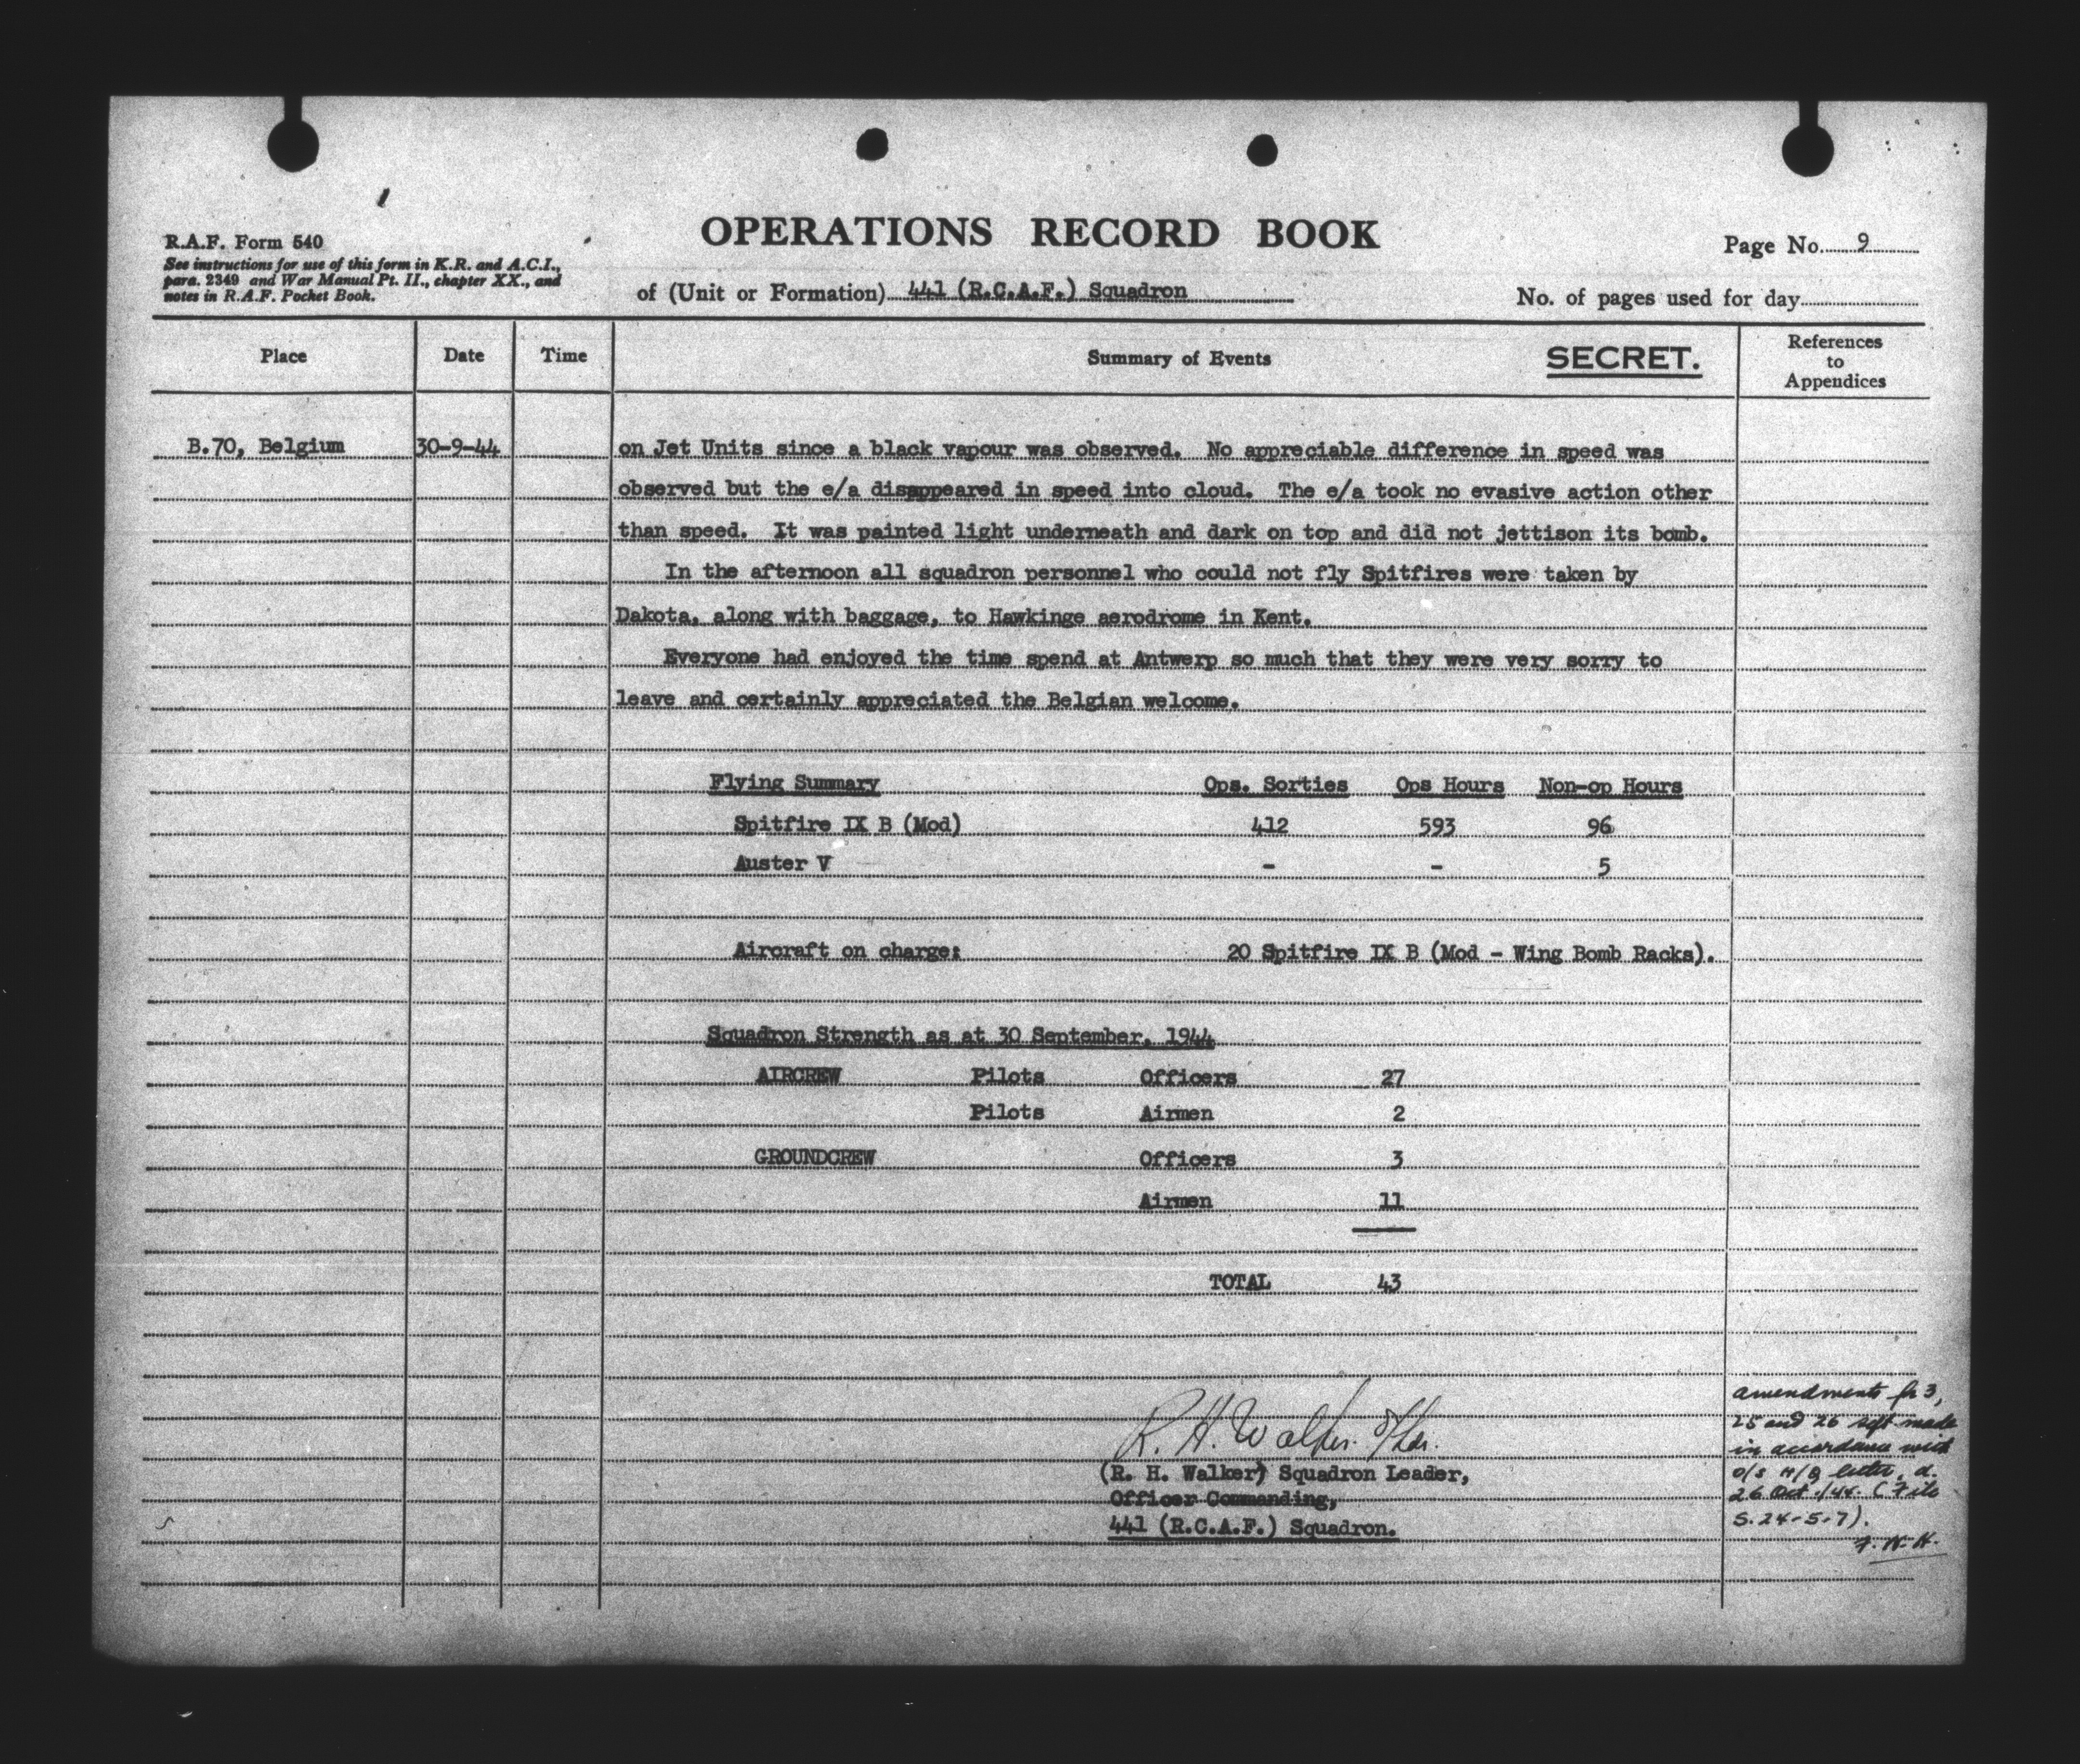 OPERATIONS RECORD BOOK
R.A.F. Form 540
See instructions for use of this form in K.R. and A.C.I.,
para. 2349 and War Manual Pt. II., chapter XX., and
notes in R.A.F. Pocket Book.
of (Unit or Formation) 441 (R.C.A.F.) Squadron
Page No. 9
No. of pages used for day
Place Date Time Summary of Events SECRET. References to Appendices
B.70, Belgium 30-9-44 on Jet Units since a black vapour was observed. No appreciable difference in speed was
observed but the e/a disappeared in speed into cloud. The e/a took no evasive action other
than speed. It was painted light underneath and dark on top and did not jettison its bomb.
In the afternoon all squadron personnel who could not fly Spitfires were taken by
Dakota, along with baggage, to Hawkinge aerodrome in Kent.
Everyone had enjoyed the time spend at Antwerp so much that they were very sorry to
leave and certainly appreciated the Belgian welcome.
Flying Summary Ops. Sorties Ops Hours Non-op Hours
Spitfire IX B (Mod) 412 593 96
Auster V - - 5
Aircraft on charge: 20 Spitfire IX B (Mod - Wing Bomb Racks).
Squadron Strength as at 30 September, 1944
AIRCREW Pilots Officers 27
Pilots Airmen 2
GROUNDCREW Officers 3
Airmen 11
TOTAL 43
R. H. Walker S/Ldr.
(R. H. Walker) Squadron Leader,
Officer Commanding,
441 (R.C.A.F.) Squadron.
amendments for 3,
25 and 26 sept made
in accordance with
O/S H/Q letter, d.
26 Oct./44. (File
S.24-5-7).